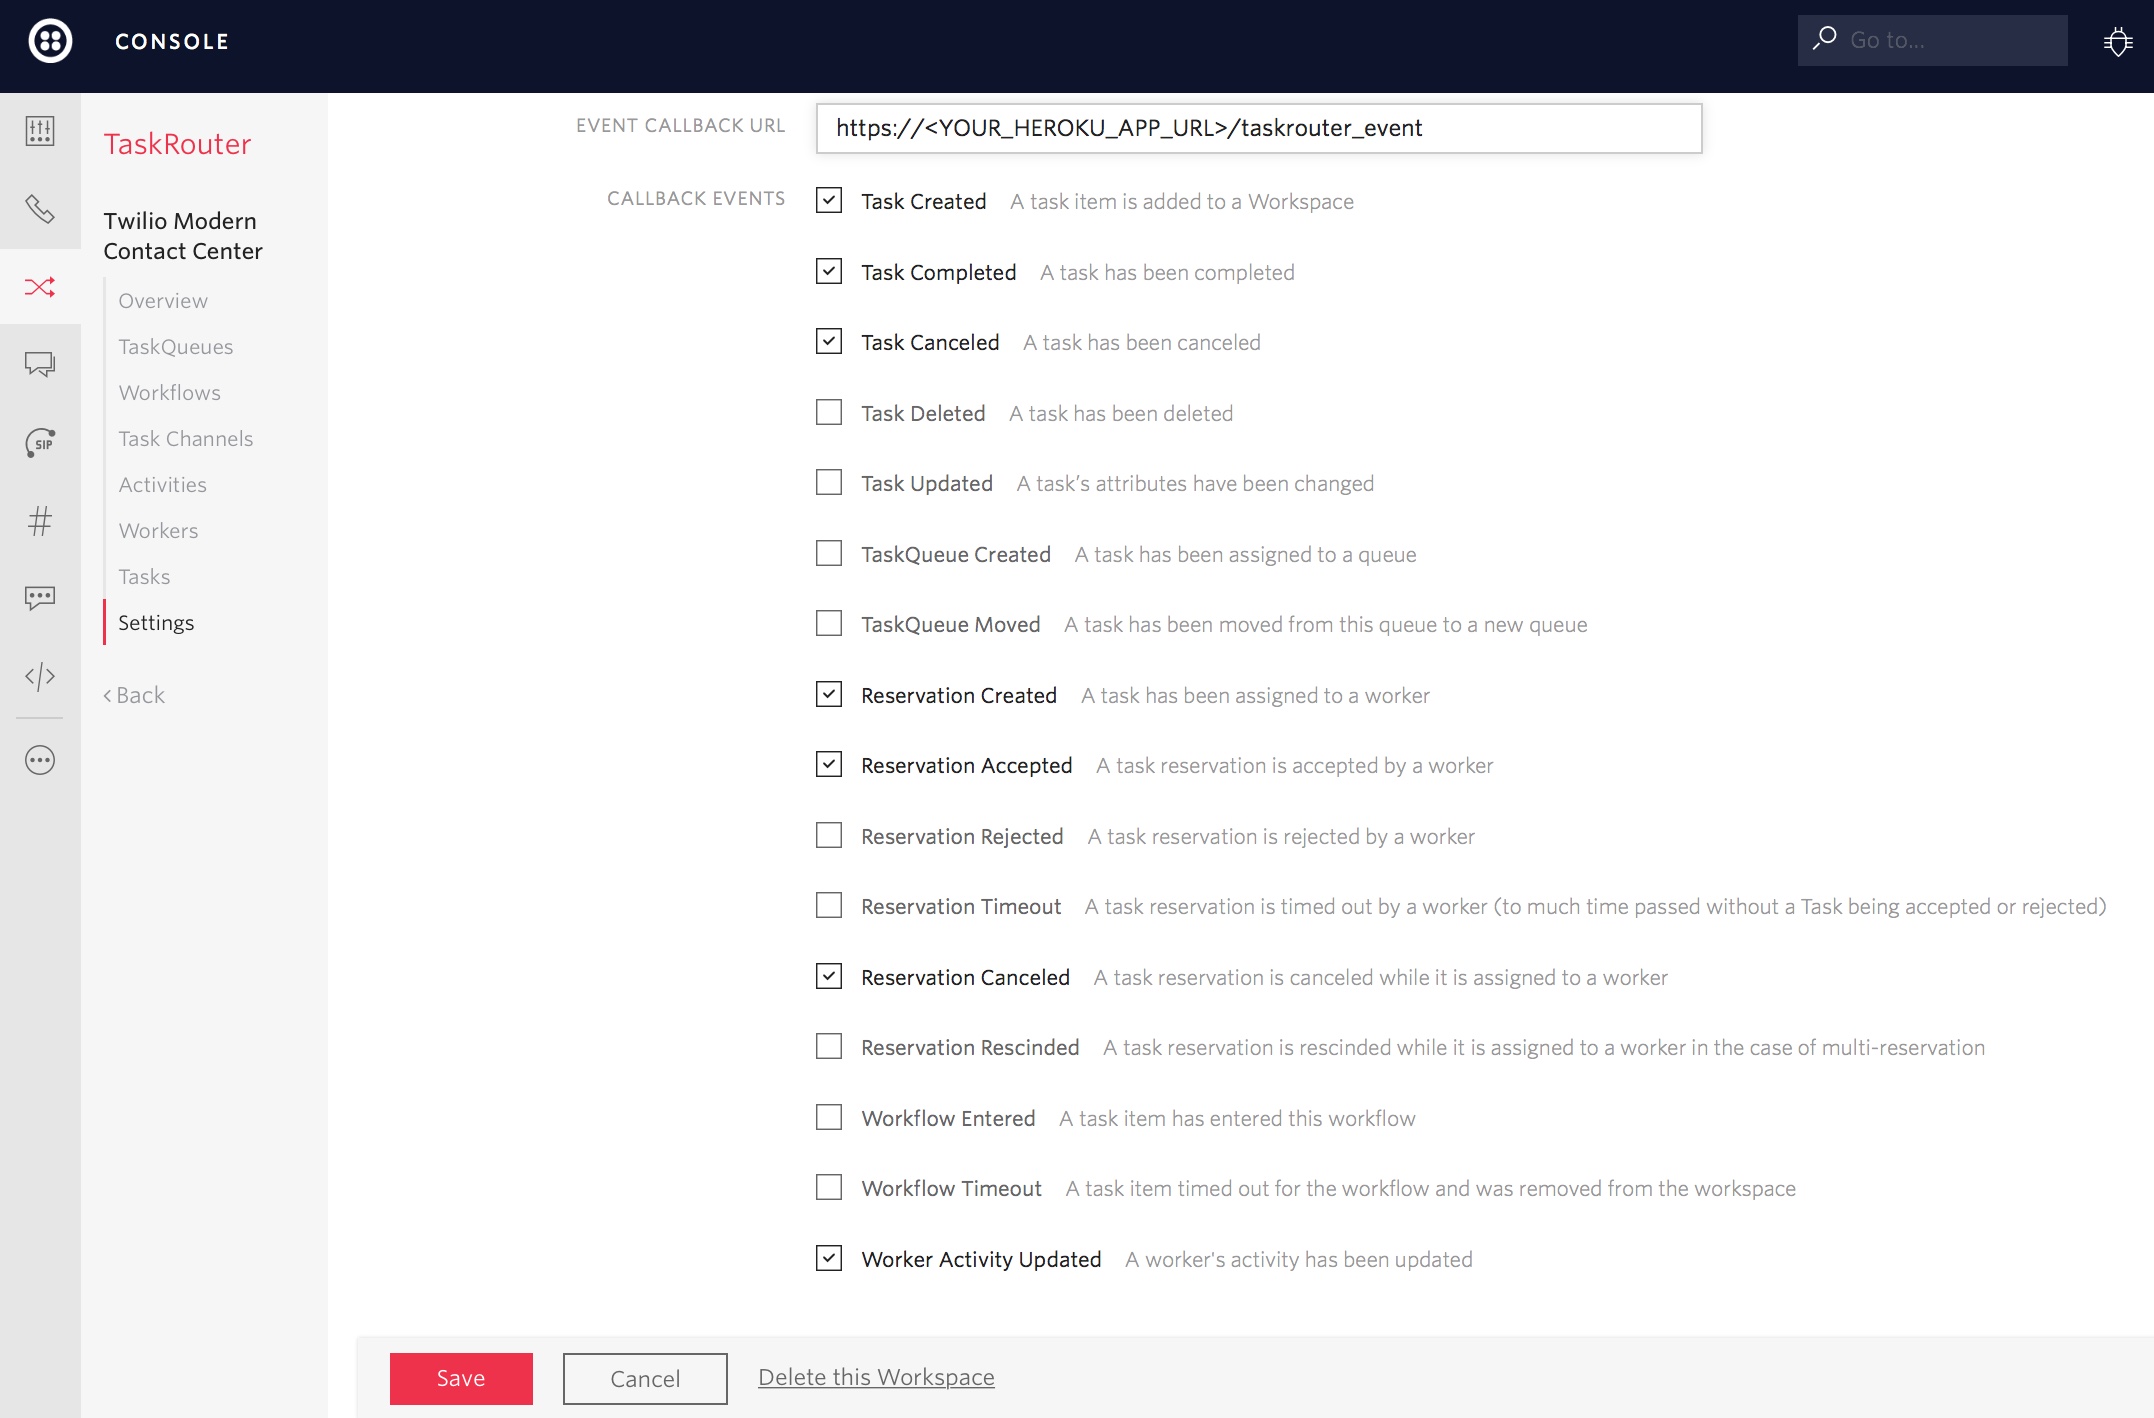 CONSOLE
Go to...
TaskRouter
Twilio Modern
Contact Center
Overview
TaskQueues
Workflows
Task Channels
Activities
Workers
Tasks
Settings
< Back
SIP
EVENT CALLBACK URL
https://<YOUR_HEROKU_APP_URL>/taskrouter_event
CALLBACK EVENTS
Task Created A task item is added to a Workspace
Task Completed A task has been completed
Task Canceled A task has been canceled
Task Deleted A task has been deleted
Task Updated A task’s attributes have been changed
TaskQueue Created A task has been assigned to a queue
TaskQueue Moved A task has been moved from this queue to a new queue
Reservation Created A task has been assigned to a worker
Reservation Accepted A task reservation is accepted by a worker
Reservation Rejected A task reservation is rejected by a worker
Reservation Timeout A task reservation is timed out by a worker (to much time passed without a Task being accepted or rejected)
Reservation Canceled A task reservation is canceled while it is assigned to a worker
Reservation Rescinded A task reservation is rescinded while it is assigned to a worker in the case of multi-reservation
Workflow Entered A task item has entered this workflow
Workflow Timeout A task item timed out for the workflow and was removed from the workspace
Worker Activity Updated A worker's activity has been updated
Save
Cancel
Delete this Workspace